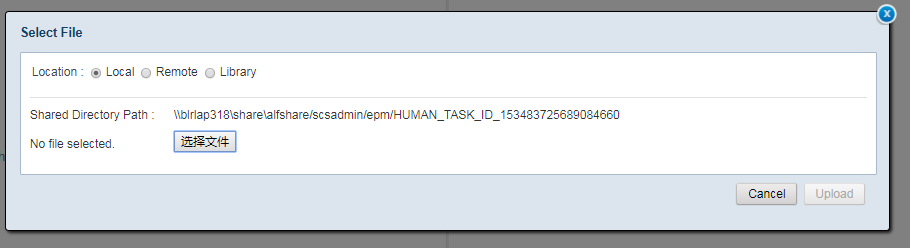 x
Select File
Location : Local Remote Library
Shared Directory Path : \\blrlap318\share\alfshare/scsadmin/epm/HUMAN_TASK_ID_153483725689084660
No file selected. 选择文件
Cancel Upload